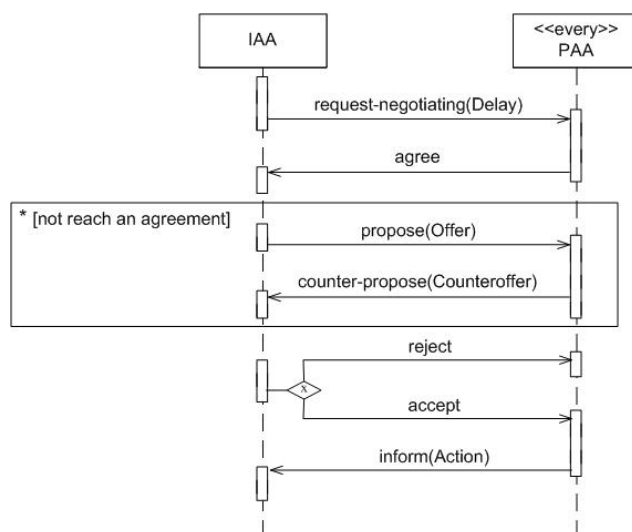 IAA
<<every>>
PAA
request-negotiating(Delay)
agree
* [not reach an agreement]
propose(Offer)
counter-propose(Counteroffer)
reject
x
accept
inform(Action)